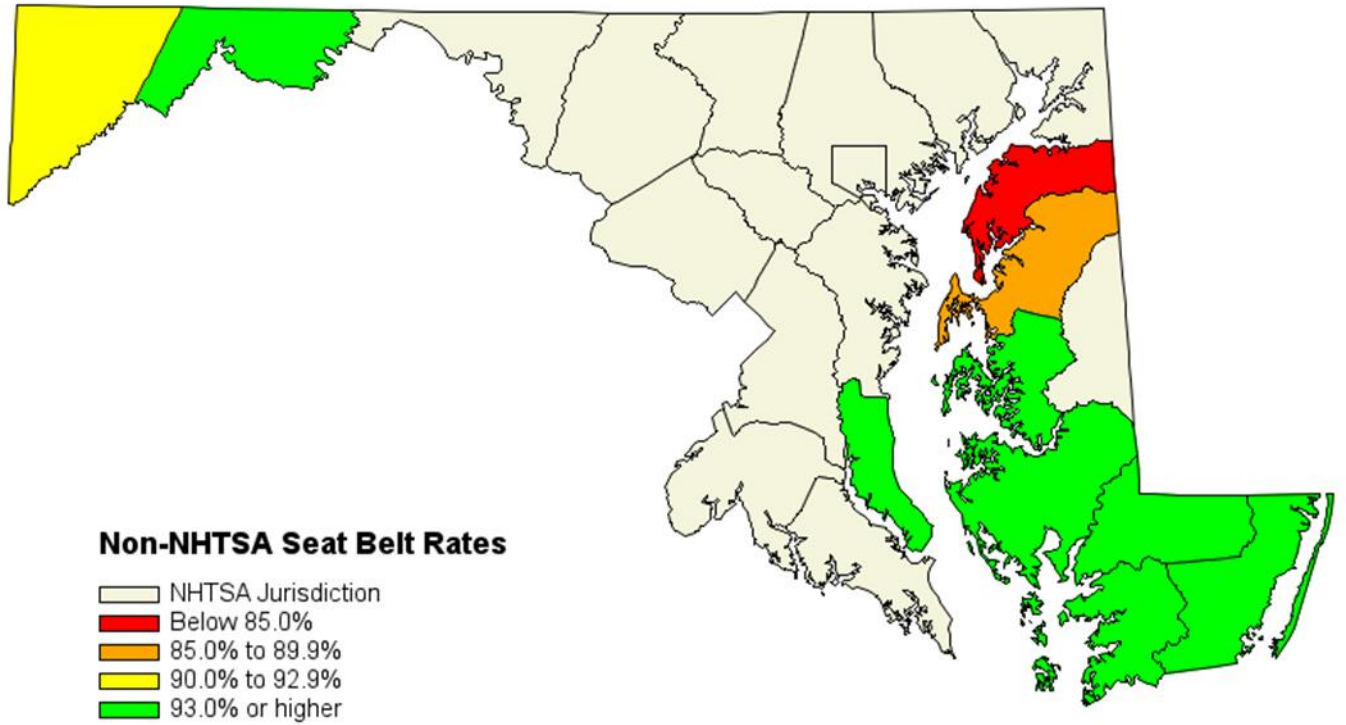 Non-NHTSA Seat Belt Rates
NHTSA Jurisdiction
Below 85.0%
85.0% to 89.9%
90.0% to 92.9%
93.0% or higher